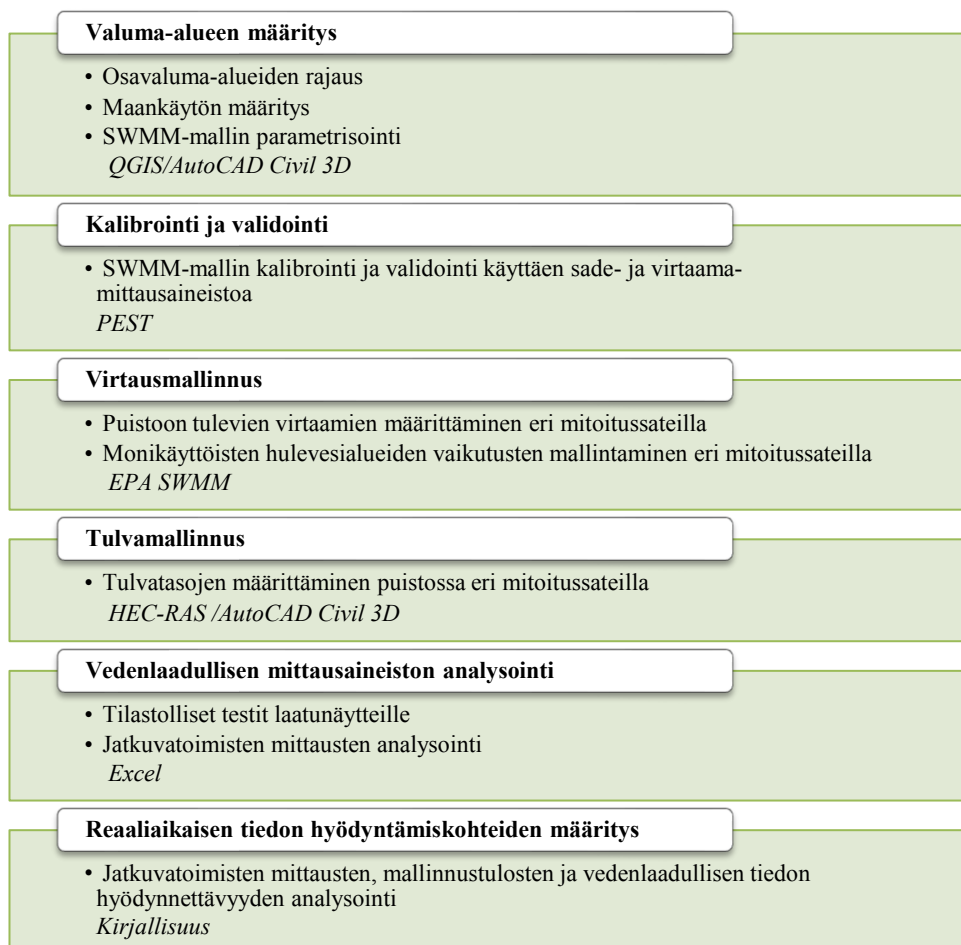 Valuma-alueen määritys
• Osavaluma-alueiden rajaus
• Maankäytön määritys
• SWMM-mallin parametrisointi
QGIS/AutoCAD Civil 3D
Kalibrointi ja validointi
• SWMM-mallin kalibrointi ja validointi käyttäen sade- ja virtaama-
mittausaineistoa
PEST
Virtausmallinnus
• Puistoon tulevien virtaamien määrittäminen eri mitoitussateilla
• Monikäyttöisten hulevesialueiden vaikutusten mallintaminen eri mitoitussateilla
EPA SWMM
Tulvamallinnus
• Tulvatasojen määrittäminen puistossa eri mitoitussateilla
HEC-RAS /AutoCAD Civil 3D
Vedenlaadullisen mittausaineiston analysointi
• Tilastolliset testit laatunäytteille
• Jatkuvatoimisten mittausten analysointi
Excel
Reaaliaikaisen tiedon hyödyntämiskohteiden määritys
• Jatkuvatoimisten mittausten, mallinnustulosten ja vedenlaadullisen tiedon
hyödynnettävyyden analysointi
Kirjallisuus